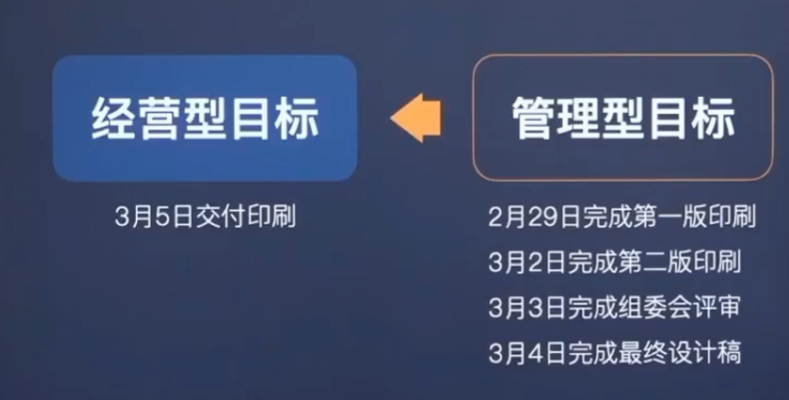 经营型目标
3月5日交付印刷
管理型目标
2月29日完成第一版印刷
3月2日完成第二版印刷
3月3日完成组委会评审
3月4日完成最终设计稿